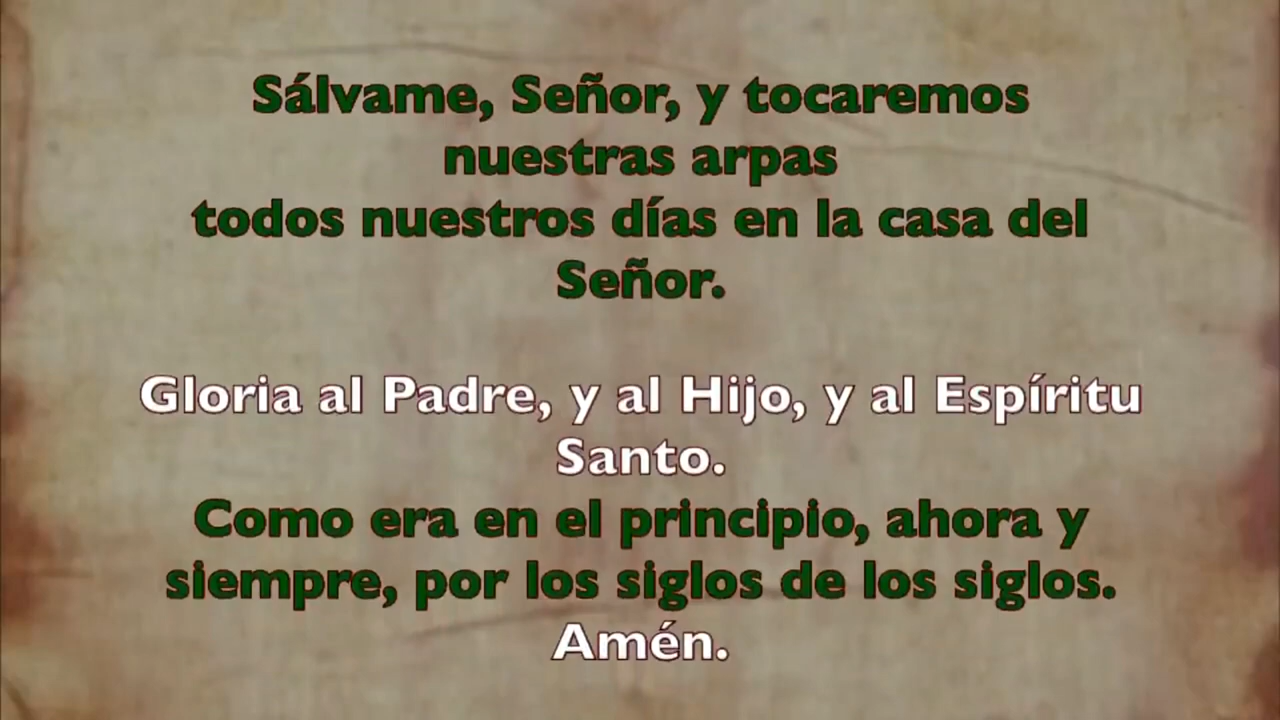 Sálvame, Señor, y tocaremos
nuestras arpas
todos nuestros días en la casa del
Señor.
Gloria al Padre, y al Hijo, y al Espíritu
Santo.
Como era en el principio, ahora y
siempre, por los siglos de los siglos.
Amén.